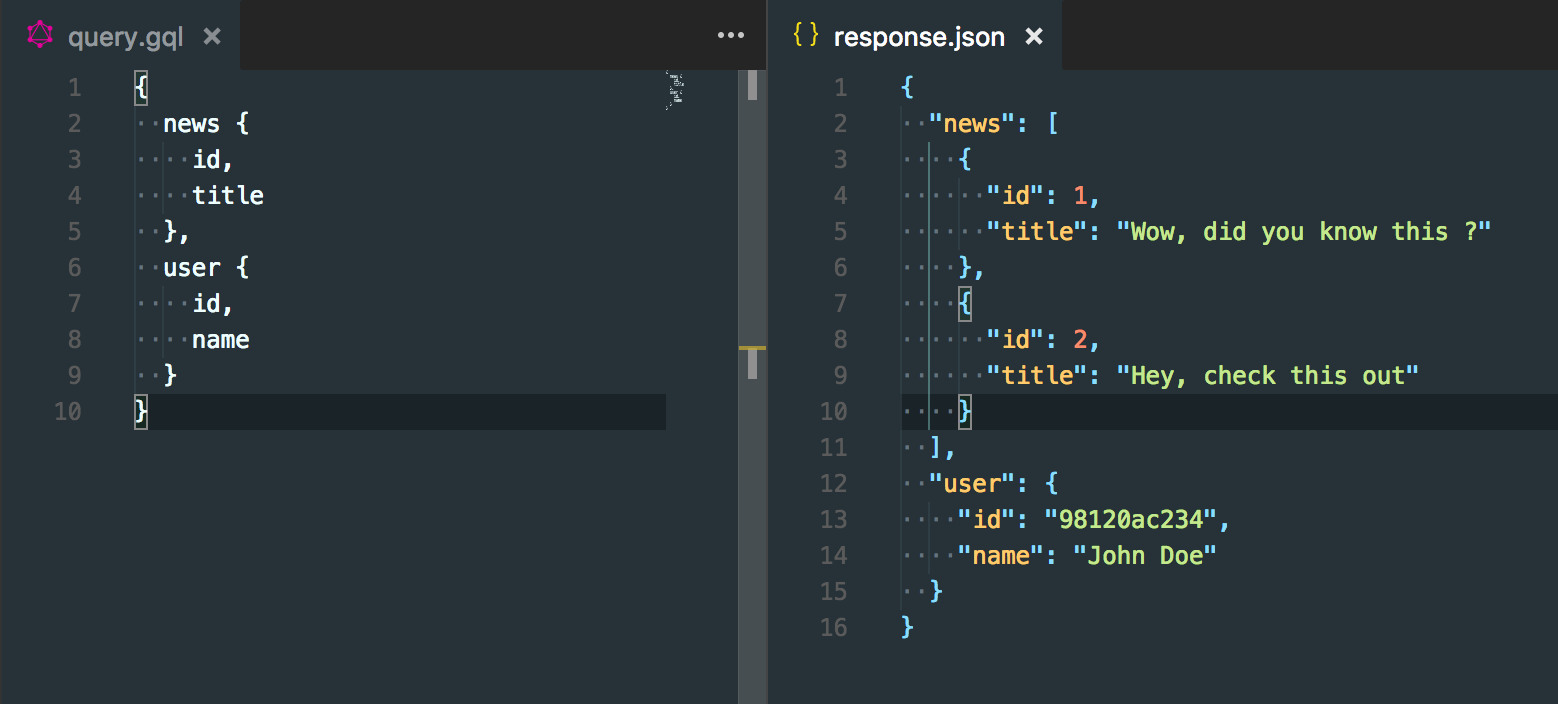 query.gql
1 {
2 news {
3 id,
4 title
5 },
6 user {
7 id,
8 name
9 }
10 }
response.json
1 {
2 "news": [
3 {
4 "id": 1,
5 "title": "Wow, did you know this ?"
6 },
7 {
8 "id": 2,
9 "title": "Hey, check this out"
10 }
11 ],
12 "user": {
13 "id": "98120ac234",
14 "name": "John Doe"
15 }
16 }